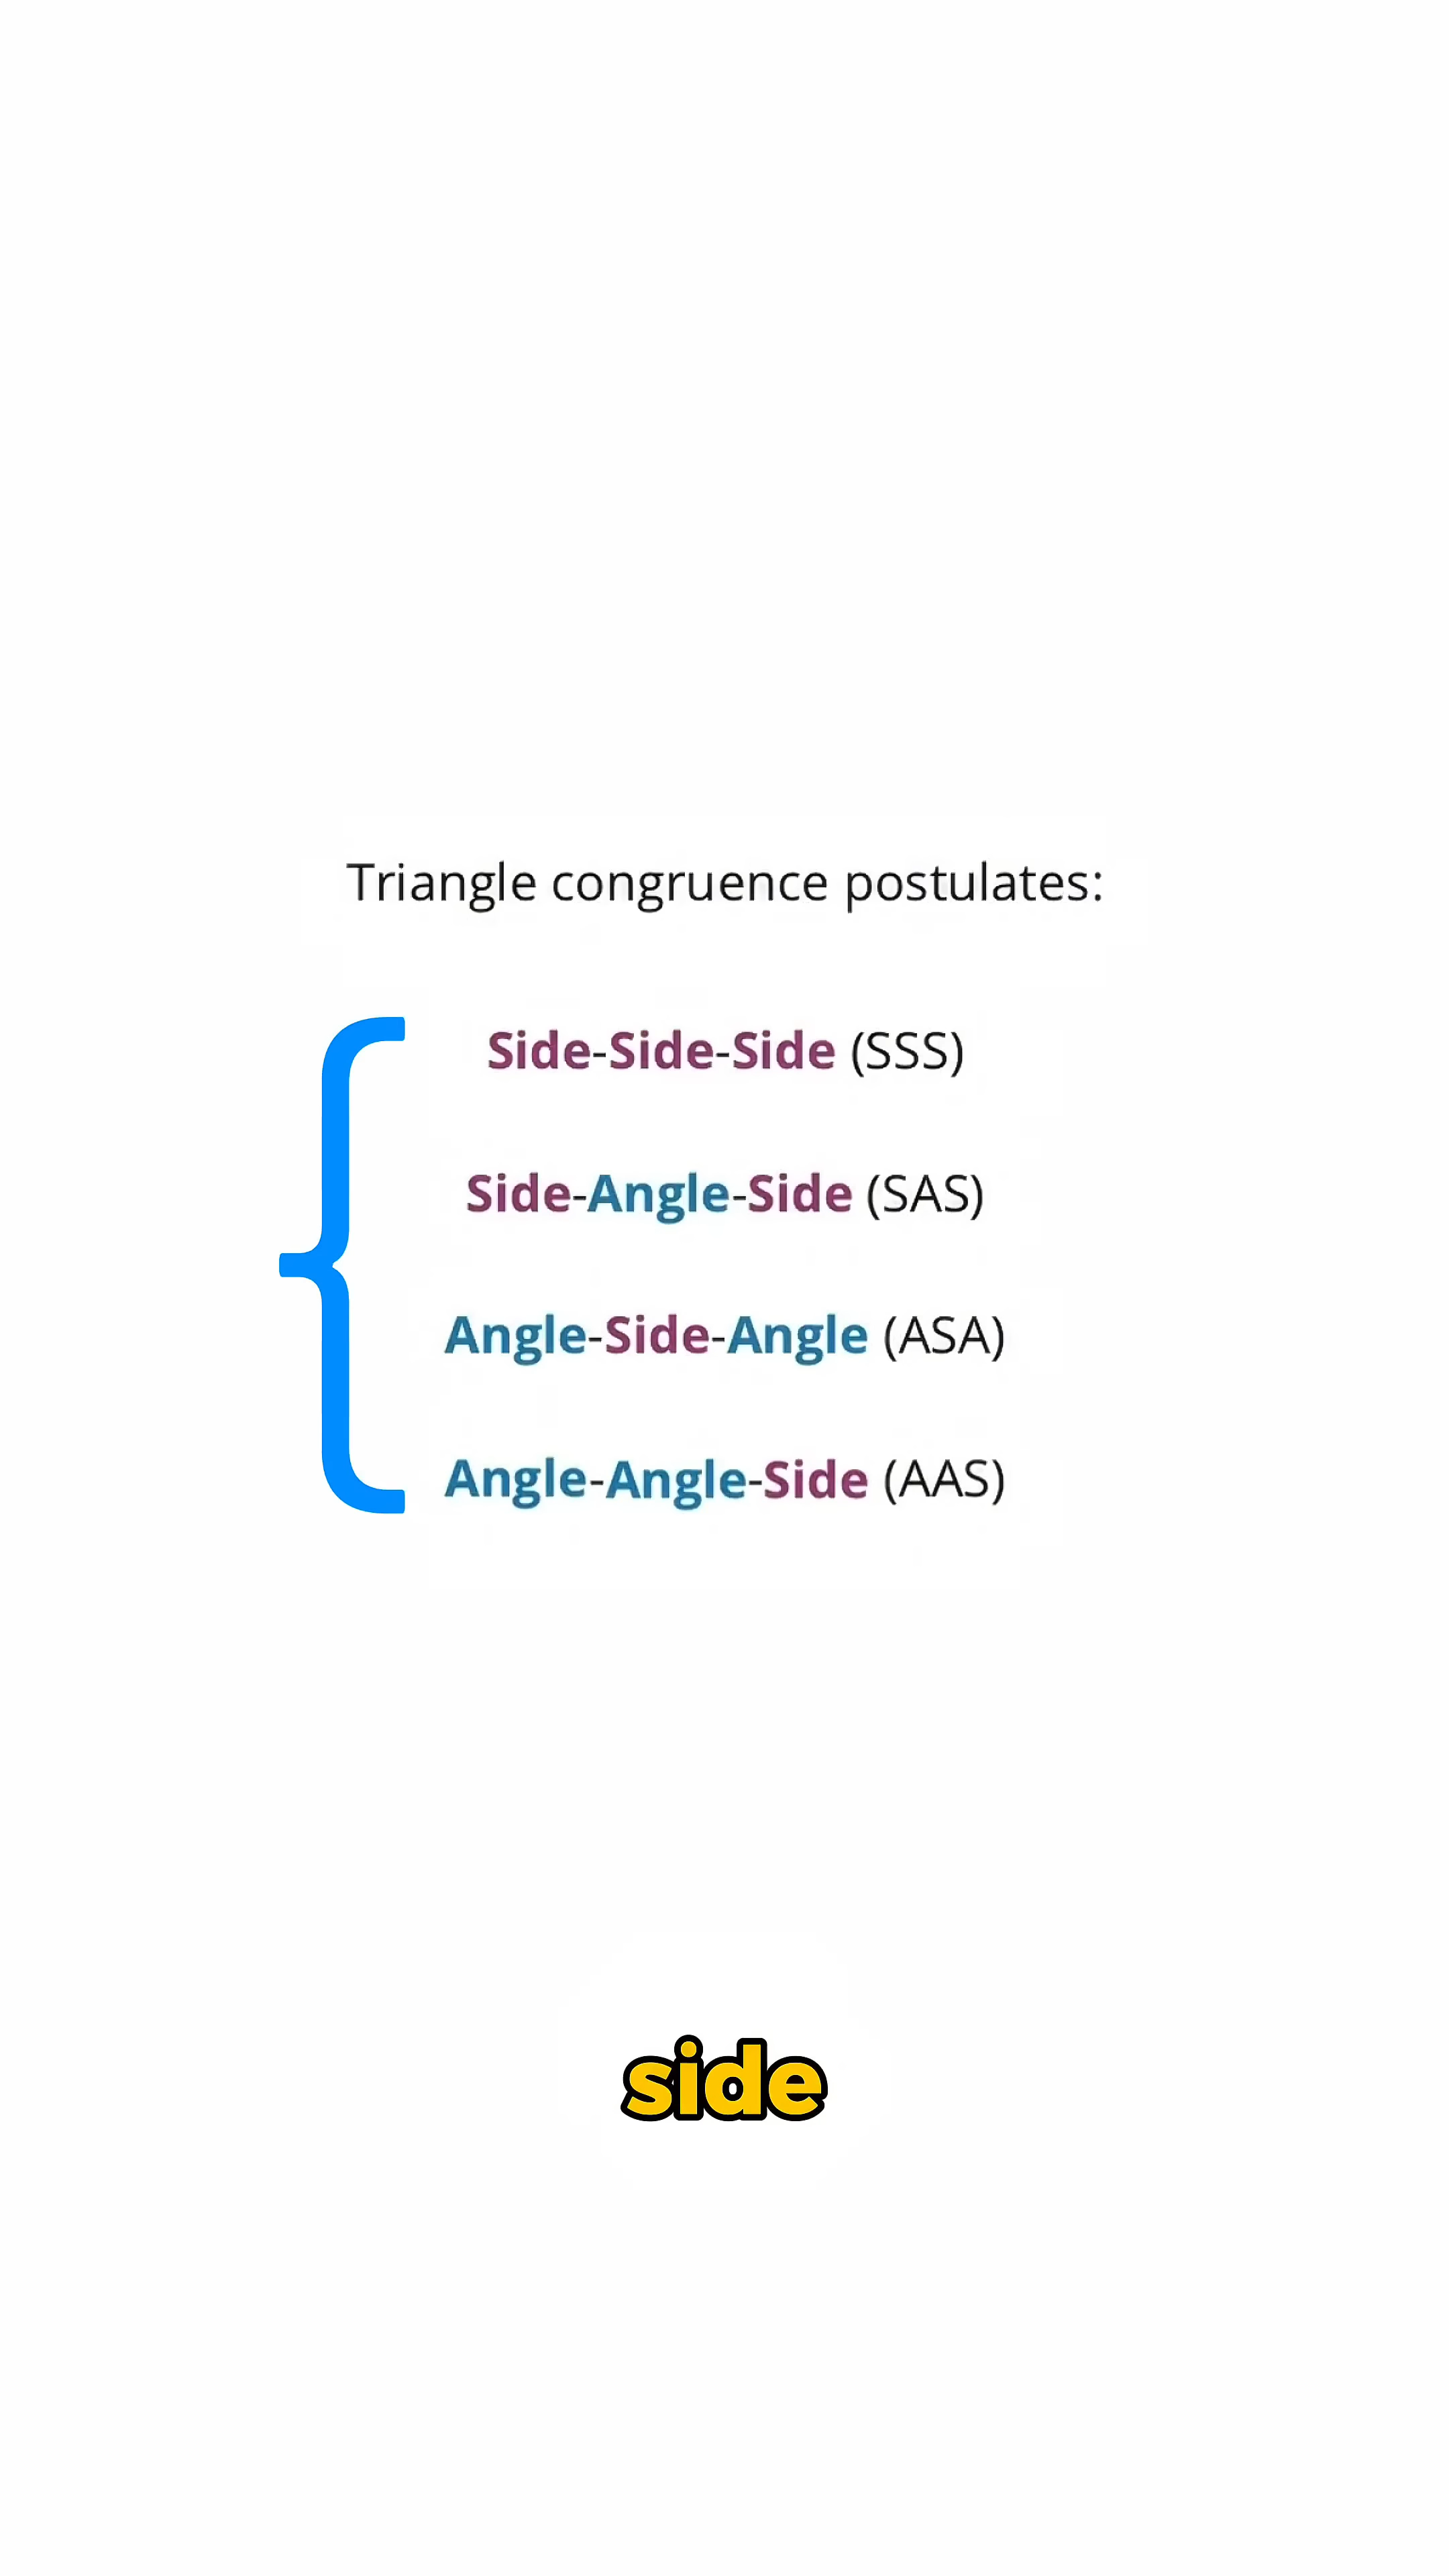 Triangle congruence postulates:
Side-Side-Side (SSS)
Side-Angle-Side (SAS)
Angle-Side-Angle (ASA)
Angle-Angle-Side (AAS)
side